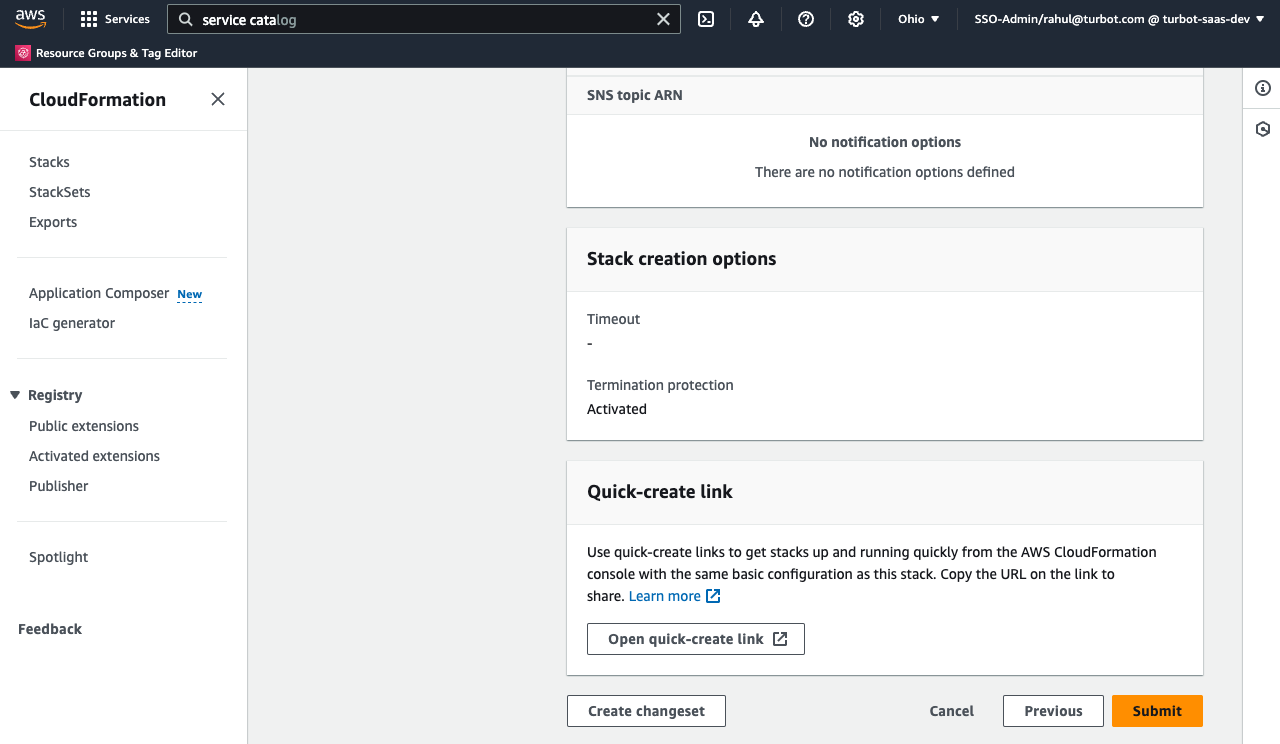 aws
Services
service catalog
Ohio
SSO-Admin/rahul@turbot.com @ turbot-saas-dev
Resource Groups & Tag Editor
CloudFormation
Stacks
StackSets
Exports
Application Composer New
IaC generator
Registry
Public extensions
Activated extensions
Publisher
Spotlight
Feedback
SNS topic ARN
No notification options
There are no notification options defined
Stack creation options
Timeout
-
Termination protection
Activated
Quick-create link
Use quick-create links to get stacks up and running quickly from the AWS CloudFormation
console with the same basic configuration as this stack. Copy the URL on the link to
share. Learn more
Open quick-create link
Create changeset
Cancel
Previous
Submit